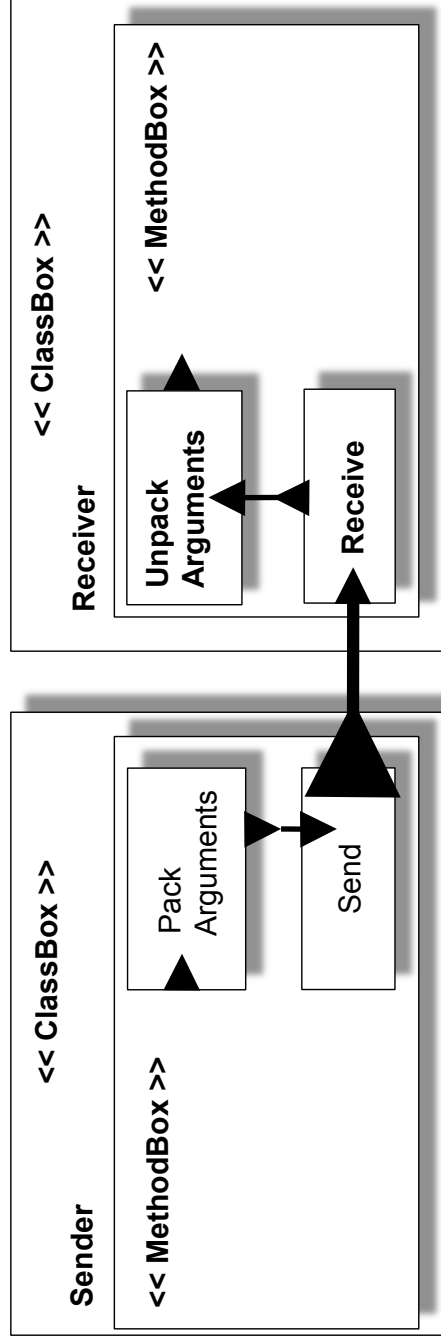 Sender
<< ClassBox >>
<< MethodBox >>
Pack
Arguments
Send
Receiver
<< ClassBox >>
Unpack
Arguments
<< MethodBox >>
Receive